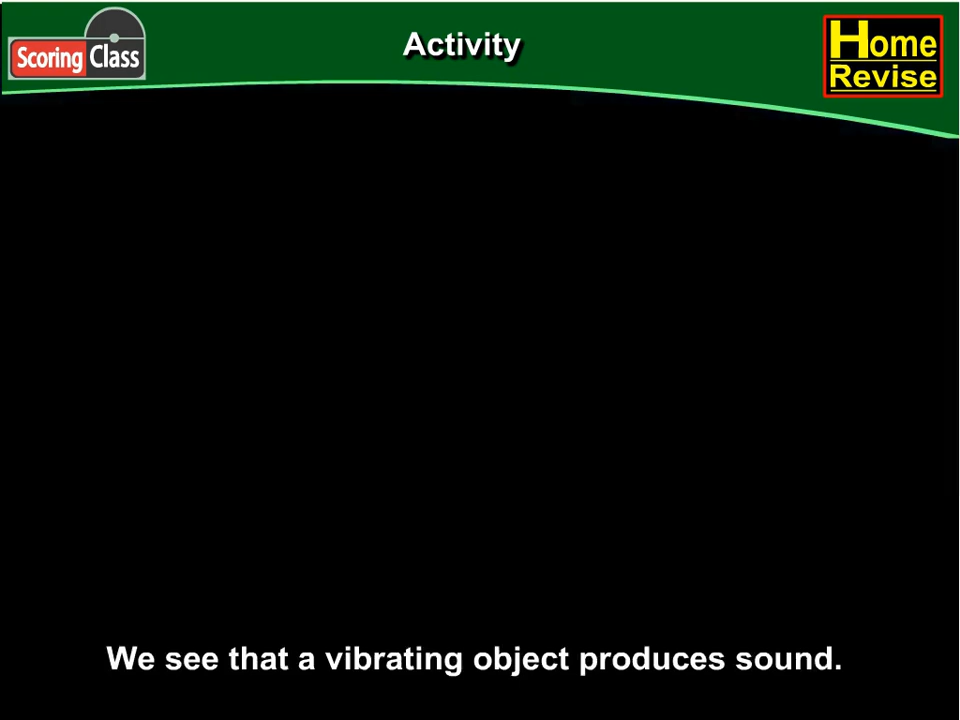 Scoring Class
Activity
Home
Revise
We see that a vibrating object produces sound.